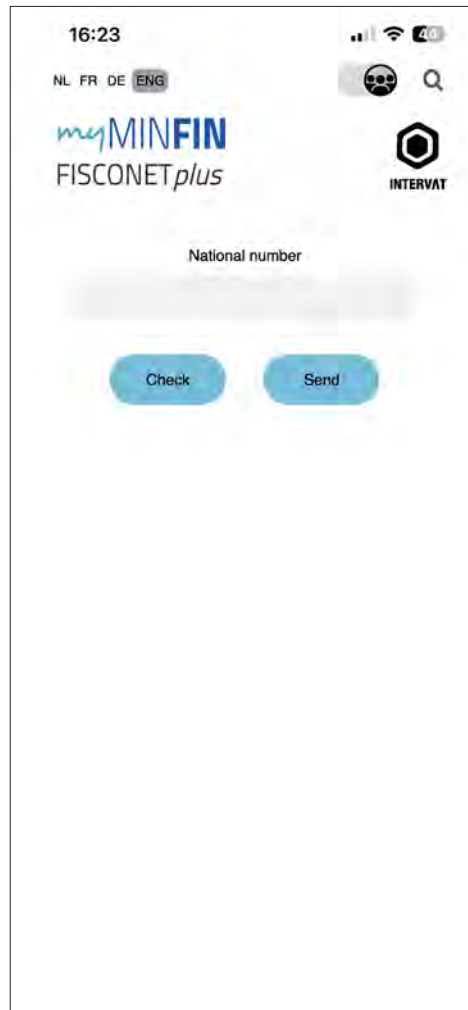 16:23
NL FR DE ENG
myMINFIN
FISCONETplus
INTERVAT
National number
Check Send